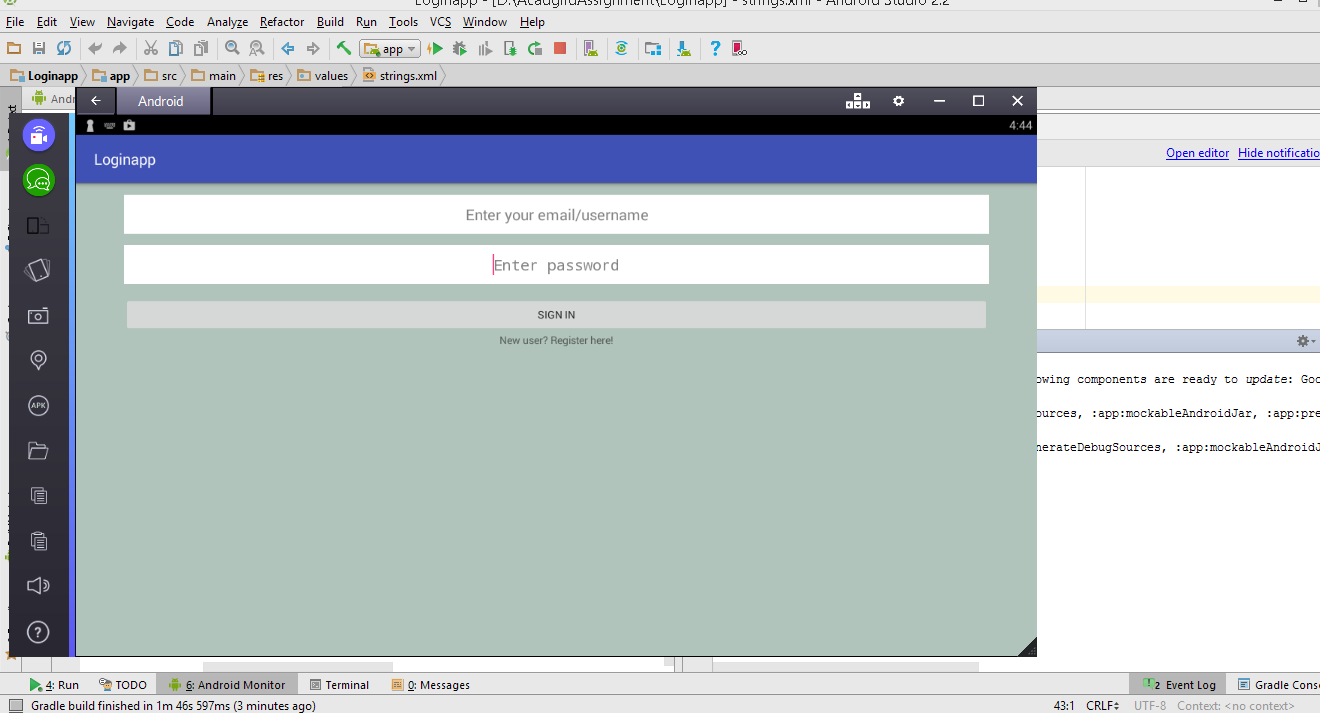 Loginapp - [D:\AcadgildAssignment\Loginapp] - strings.xml - Android Studio 2.2
File Edit View Navigate Code Analyze Refactor Build Run Tools VCS Window Help
app
Loginapp app src main res values strings.xml
Android
4:44
Loginapp
Open editor Hide notificatio
Enter your email/username
Enter password
SIGN IN
New user? Register here!
APK
owing components are ready to update: Goo
ources, :app:mockableAndroidJar, :app:pre
nerateDebugSources, :app:mockableAndroidJ
4: Run TODO 6: Android Monitor Terminal 0: Messages 2 Event Log Gradle Cons
Gradle build finished in 1m 46s 597ms (3 minutes ago) 43:1 CRLF UTF-8 Context: <no context>